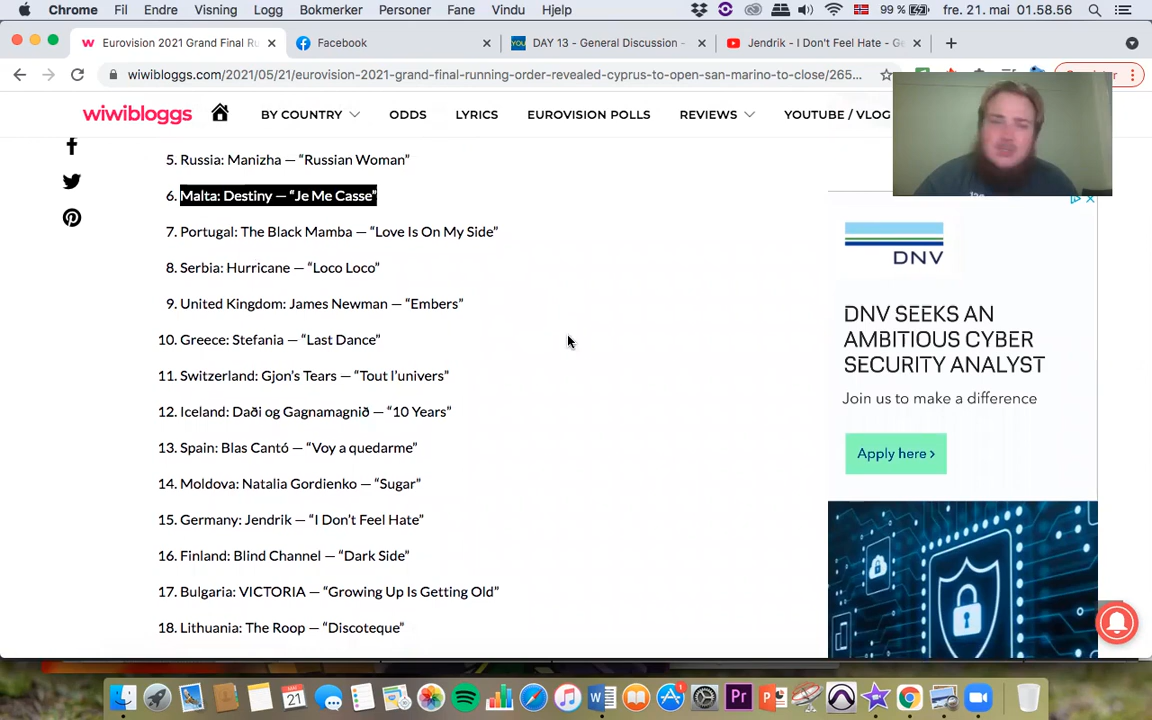 Chrome Fil Endre Visning Logg Bokmerker Personer Fane Vindu Hjelp 99 % fre. 21. mai 01.58.56
w Eurovision 2021 Grand Final Ru
Facebook
YOU DAY 13 - General Discussion -
Jendrik - I Don't Feel Hate - Ge
wiwibloggs.com/2021/05/21/eurovision-2021-grand-final-running-order-revealed-cyprus-to-open-san-marino-to-close/265...
wiwibloggs
BY COUNTRY ODDS LYRICS EUROVISION POLLS REVIEWS YOUTUBE / VLOG
5. Russia: Manizha — “Russian Woman”
6. Malta: Destiny — “Je Me Casse”
7. Portugal: The Black Mamba — “Love Is On My Side”
8. Serbia: Hurricane — “Loco Loco”
9. United Kingdom: James Newman — “Embers”
10. Greece: Stefania — “Last Dance”
11. Switzerland: Gjon’s Tears — “Tout l’univers”
12. Iceland: Daði og Gagnamagnið — “10 Years”
13. Spain: Blas Cantó — “Voy a quedarme”
14. Moldova: Natalia Gordienko — “Sugar”
15. Germany: Jendrik — “I Don’t Feel Hate”
16. Finland: Blind Channel — “Dark Side”
17. Bulgaria: VICTORIA — “Growing Up Is Getting Old”
18. Lithuania: The Roop — “Discoteque”
DNV
DNV SEEKS AN
AMBITIOUS CYBER
SECURITY ANALYST
Join us to make a difference
Apply here ›
MAI
21
1
W
Pr
P